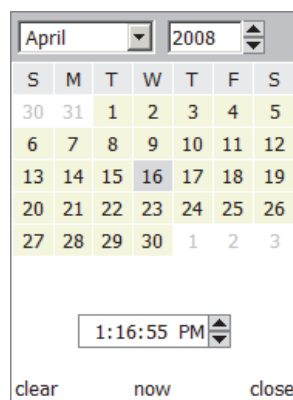 April 2008
S M T W T F S
30 31 1 2 3 4 5
6 7 8 9 10 11 12
13 14 15 16 17 18 19
20 21 22 23 24 25 26
27 28 29 30 1 2 3
1:16:55 PM
clear now close